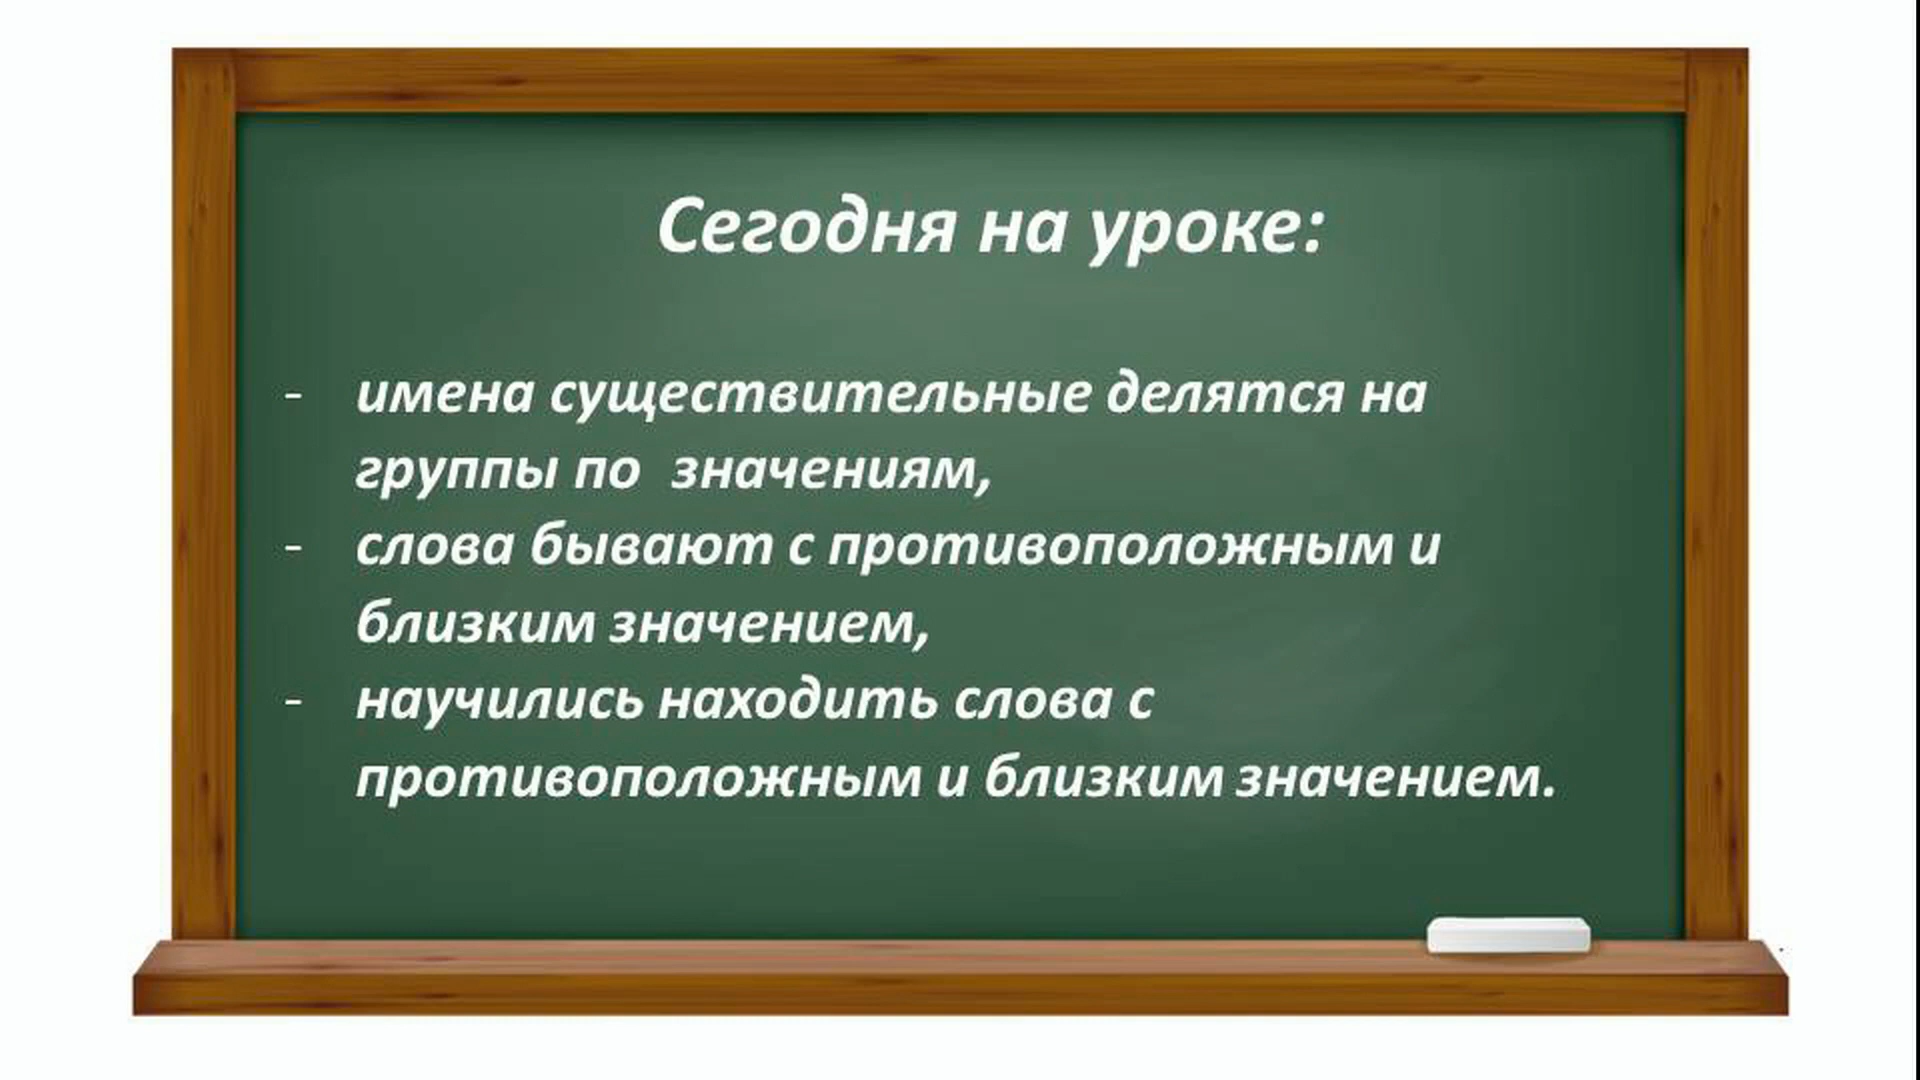 Сегодня на уроке:
- имена существительные делятся на
группы по значениям,
- слова бывают с противоположным и
близким значением,
- научились находить слова с
противоположным и близким значением.